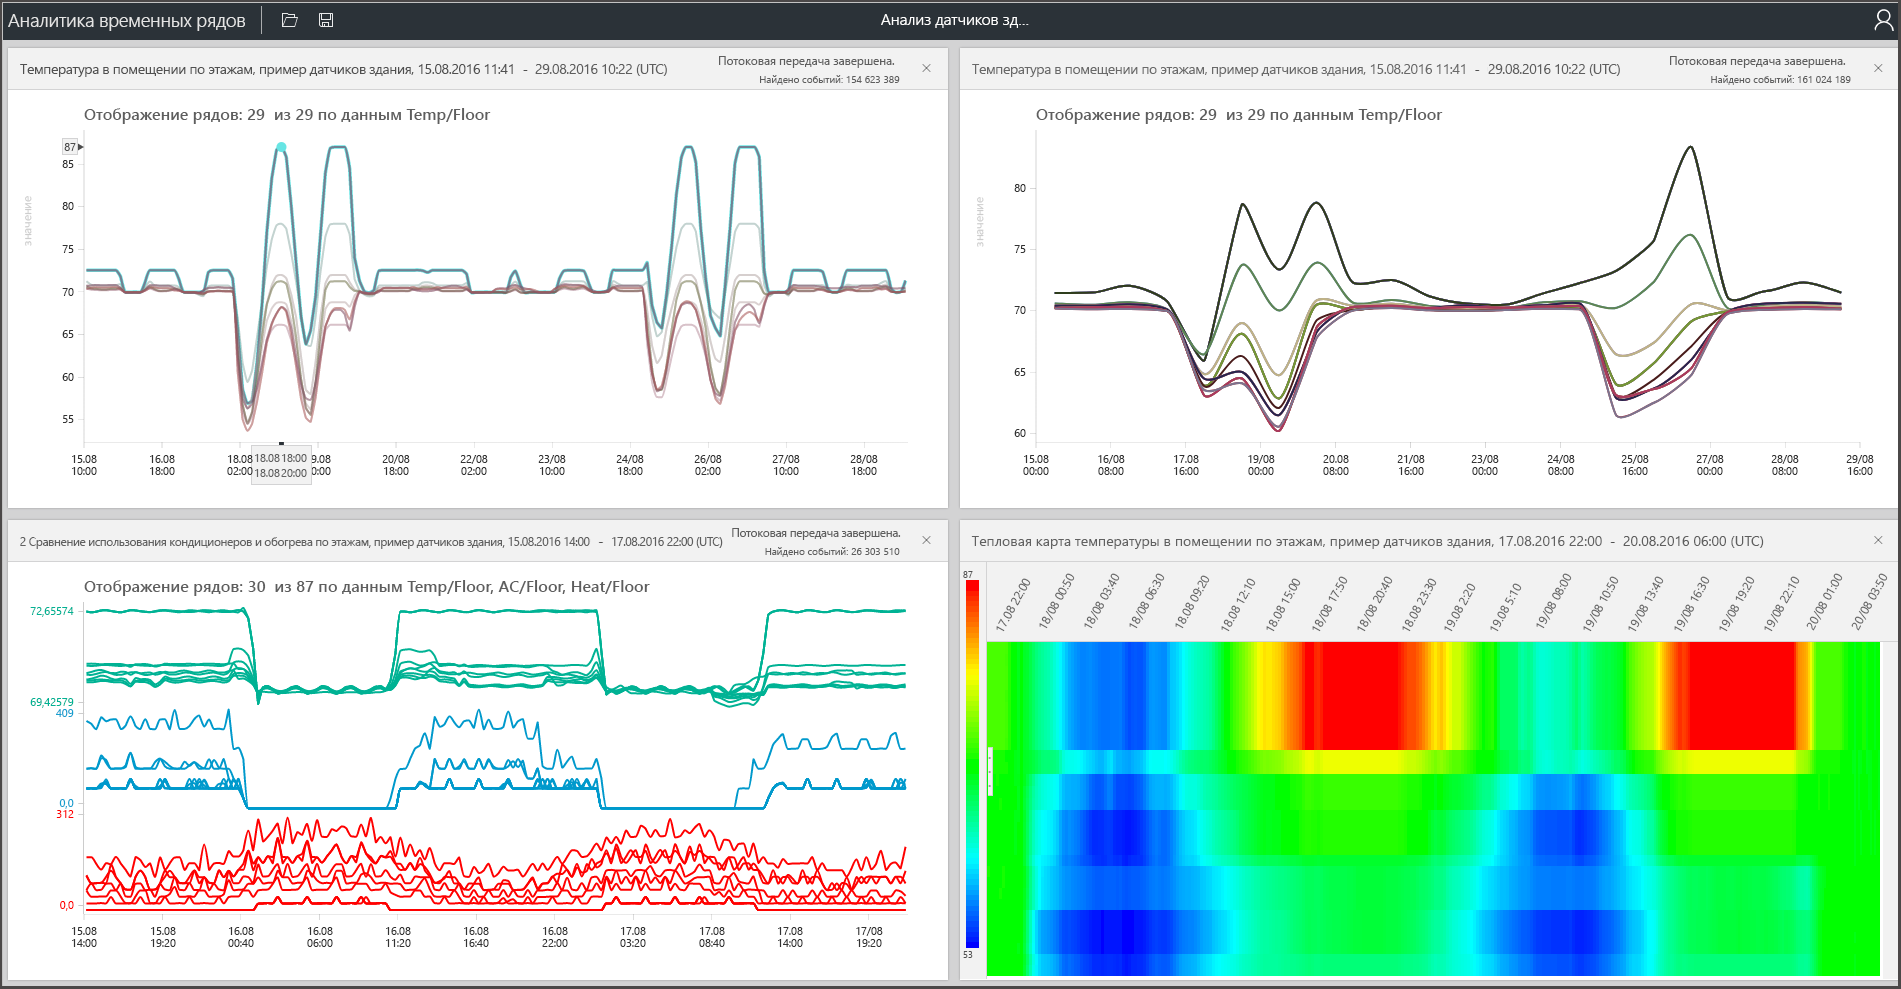 Аналитика временных рядов
Анализ датчиков зд...
Температура в помещении по этажам, пример датчиков здания, 15.08.2016 11:41 - 29.08.2016 10:22 (UTC)
Потоковая передача завершена.
Найдено событий: 154 623 389
Отображение рядов: 29 из 29 по данным Temp/Floor
значение
87
85
80
75
70
65
60
55
15.08 16.08 18.08 20/08 22/08 23/08 24/08 26/08 27/08 28/08
10:00 18:00 02:00 0:00 18:00 02:00 10:00 18:00 02:00 10:00 18:00
18.08 18:00
18.08 20:00
Температура в помещении по этажам, пример датчиков здания, 15.08.2016 11:41 - 29.08.2016 10:22 (UTC)
Потоковая передача завершена.
Найдено событий: 161 024 189
Отображение рядов: 29 из 29 по данным Temp/Floor
значение
80
75
70
65
60
15.08 16/08 17.08 19/08 20.08 21/08 23/08 24/08 25/08 27/08 28/08 29/08
00:00 08:00 16:00 00:00 08:00 16:00 00:00 08:00 16:00 00:00 08:00 16:00
2 Сравнение использования кондиционеров и обогрева по этажам, пример датчиков здания, 15.08.2016 14:00 - 17.08.2016 22:00 (UTC)
Потоковая передача завершена.
Найдено событий: 26 303 510
Отображение рядов: 30 из 87 по данным Temp/Floor, AC/Floor, Heat/Floor
72,65574
69,42579
409
0,0
312
0,0
15.08 15.08 16.08 16.08 16.08 16.08 16.08 17.08 17.08 17.08 17/08
14:00 19:20 00:40 06:00 11:20 16:40 22:00 03:20 08:40 14:00 19:20
Тепловая карта температуры в помещении по этажам, пример датчиков здания, 17.08.2016 22:00 - 20.08.2016 06:00 (UTC)
87
53
17.08 22:00
18/08 00:50
18/08 03:40
18/08 06:30
18.08 09:20
18.08 12:10
18.08 15:00
18/08 17:50
18/08 20:40
18.08 23:30
19.08 2:20
19.08 5:10
19/08 08:00
19/08 10:50
19/08 13:40
19/08 16:30
19/08 19:20
19/08 22:10
20/08 01:00
20/08 03:50